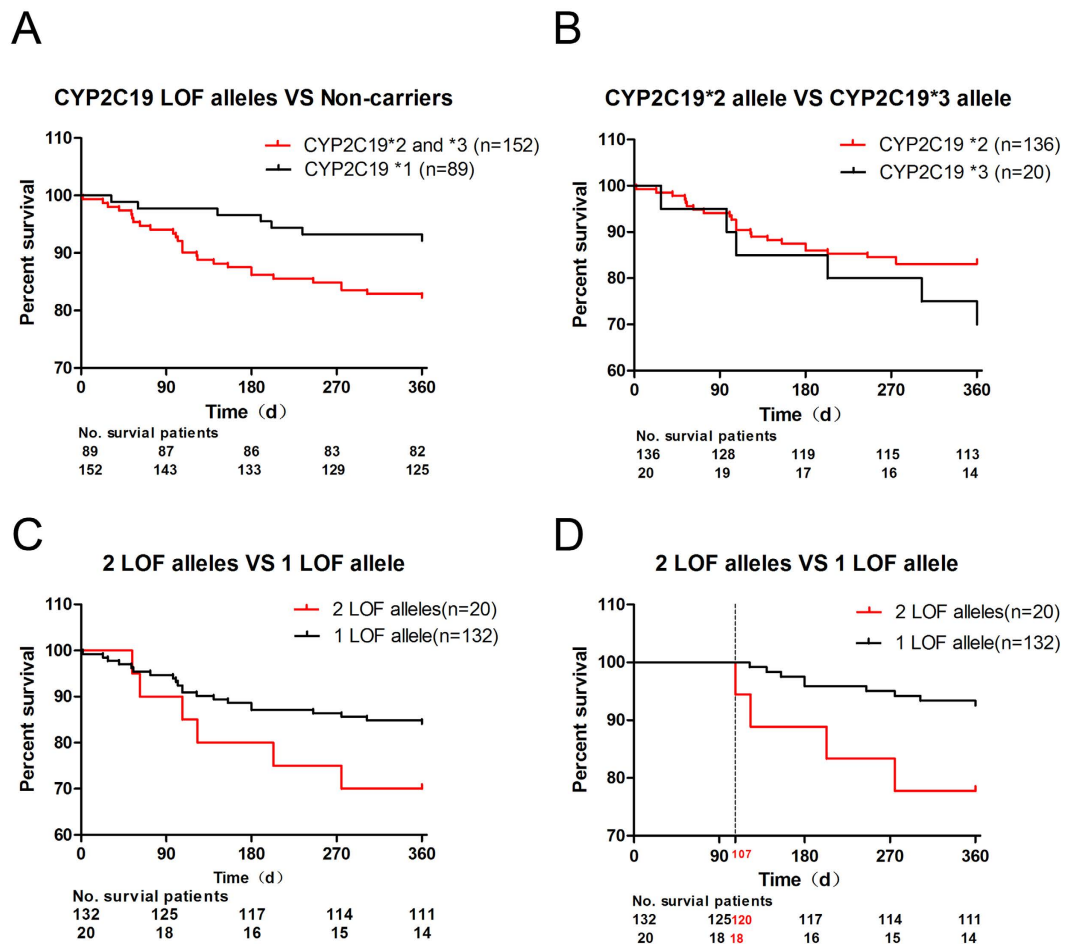 A
CYP2C19 LOF alleles VS Non-carriers
CYP2C19*2 and *3 (n=152)
CYP2C19 *1 (n=89)
Percent survival
110
100
90
80
70
0 90 180 270 360
Time（d）
No. survial patients
89 87 86 83 82
152 143 133 129 125
B
CYP2C19*2 allele VS CYP2C19*3 allele
CYP2C19 *2 (n=136)
CYP2C19 *3 (n=20)
Percent survival
110
100
90
80
70
60
0 90 180 270 360
Time（d）
No. survial patients
136 128 119 115 113
20 19 17 16 14
C
2 LOF alleles VS 1 LOF allele
2 LOF alleles(n=20)
1 LOF allele(n=132)
Percent survival
110
100
90
80
70
60
0 90 180 270 360
Time（d）
No. survial patients
132 125 117 114 111
20 18 16 15 14
D
2 LOF alleles VS 1 LOF allele
2 LOF alleles(n=20)
1 LOF allele(n=132)
Percent survival
110
100
90
80
70
0 90 107 180 270 360
Time（d）
No. survial patients
132 125 120 117 114 111
20 18 18 16 15 14